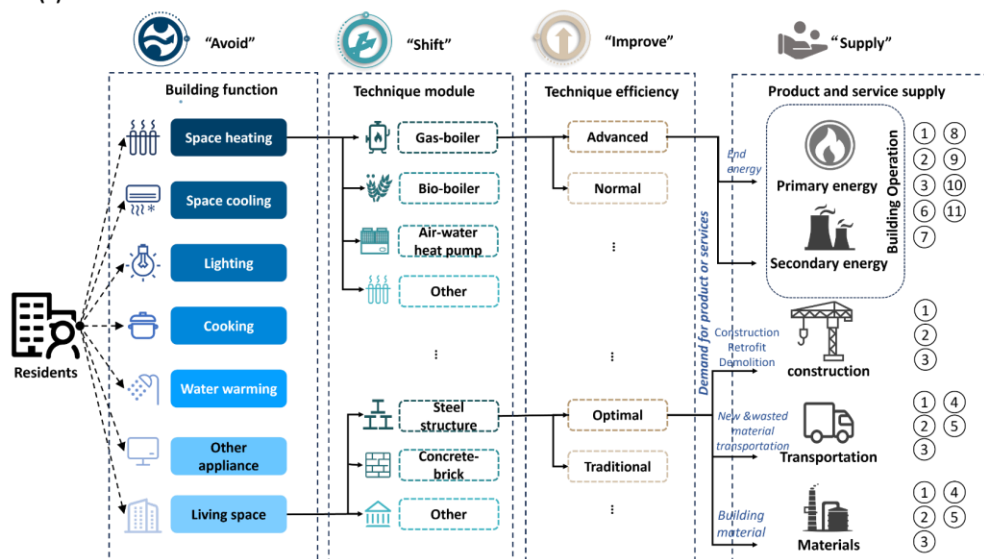 “Avoid”
“Shift”
“Improve”
“Supply”
Building function
Technique module
Technique efficiency
Product and service supply
Residents
Space heating
Space cooling
Lighting
Cooking
Water warming
Other
appliance
Living space
Gas-boiler
Bio-boiler
Air-water
heat pump
Other
...
Steel
structure
Concrete-
brick
Other
Advanced
Normal
...
...
Optimal
Traditional
...
Demand for product or services
End
energy
Primary energy
Secondary energy
Building Operation
1 8
2 9
3 10
6 11
7
Construction
Retrofit
Demolition
construction
1
2
3
New &wasted
material
transportation
Transportation
1 4
2 5
3
Building
material
Materials
1 4
2 5
3